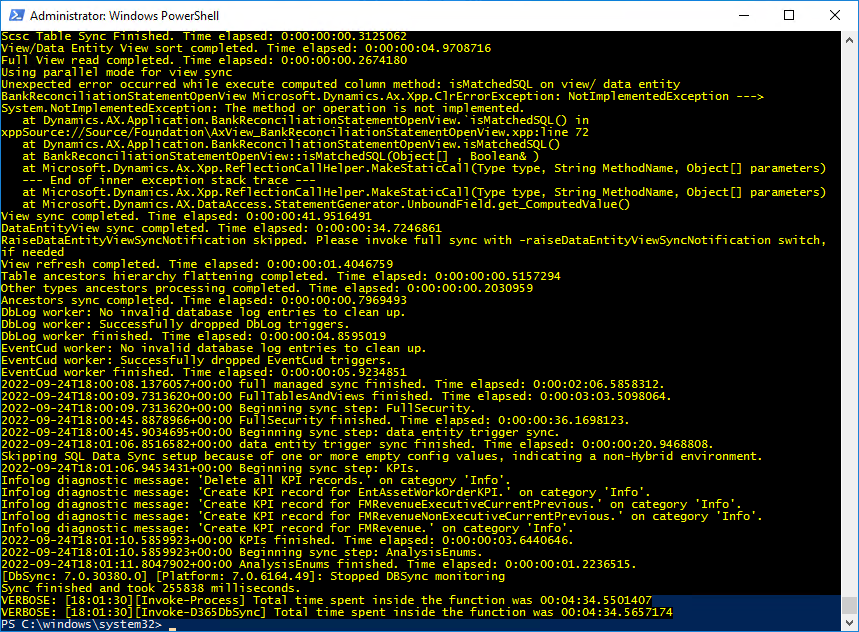 Administrator: Windows PowerShell
Scsc Table Sync Finished. Time elapsed: 0:00:00:00.3125062
View/Data Entity View sort completed. Time elapsed: 0:00:00:04.9708716
Full View read completed. Time elapsed: 0:00:00:00.2674180
Using parallel mode for view sync
Unexpected error occurred while execute computed column method: isMatchedSQL on view/ data entity
BankReconciliationStatementOpenView Microsoft.Dynamics.Ax.Xpp.ClrErrorException: NotImplementedException --->
System.NotImplementedException: The method or operation is not implemented.
   at Dynamics.AX.Application.BankReconciliationStatementOpenView.`isMatchedSQL() in
xppSource://Source/Foundation\AxView_BankReconciliationStatementOpenView.xpp:line 72
   at Dynamics.AX.Application.BankReconciliationStatementOpenView.isMatchedSQL()
   at BankReconciliationStatementOpenView::isMatchedSQL(Object[] , Boolean& )
   at Microsoft.Dynamics.Ax.Xpp.ReflectionCallHelper.MakeStaticCall(Type type, String MethodName, Object[] parameters)
   --- End of inner exception stack trace ---
   at Microsoft.Dynamics.Ax.Xpp.ReflectionCallHelper.MakeStaticCall(Type type, String MethodName, Object[] parameters)
   at Microsoft.Dynamics.AX.DataAccess.StatementGenerator.UnboundField.get_ComputedValue()
View sync completed. Time elapsed: 0:00:00:41.9516491
DataEntityView sync completed. Time elapsed: 0:00:00:34.7246861
RaiseDataEntityViewSyncNotification skipped. Please invoke full sync with -raiseDataEntityViewSyncNotification switch,
if needed
View refresh completed. Time elapsed: 0:00:00:01.4046759
Table ancestors hierarchy flattening completed. Time elapsed: 0:00:00:00.5157294
Other types ancestors processing completed. Time elapsed: 0:00:00:00.2030959
Ancestors sync completed. Time elapsed: 0:00:00:00.7969493
DbLog worker: No invalid database log entries to clean up.
DbLog worker: Successfully dropped DbLog triggers.
DbLog worker finished. Time elapsed: 0:00:00:04.8595019
EventCud worker: No invalid database log entries to clean up.
EventCud worker: Successfully dropped EventCud triggers.
EventCud worker finished. Time elapsed: 0:00:00:05.9234851
2022-09-24T18:00:08.1376057+00:00 full managed sync finished. Time elapsed: 0:00:02:06.5858312.
2022-09-24T18:00:09.7313620+00:00 FullTablesAndViews finished. Time elapsed: 0:00:03:03.5098064.
2022-09-24T18:00:09.7313620+00:00 Beginning sync step: FullSecurity.
2022-09-24T18:00:45.8878966+00:00 FullSecurity finished. Time elapsed: 0:00:00:36.1698123.
2022-09-24T18:00:45.9034695+00:00 Beginning sync step: data entity trigger sync.
2022-09-24T18:01:06.8516582+00:00 data entity trigger sync finished. Time elapsed: 0:00:00:20.9468808.
Skipping SQL Data Sync setup because of one or more empty config values, indicating a non-Hybrid environment.
2022-09-24T18:01:06.9453431+00:00 Beginning sync step: KPIs.
Infolog diagnostic message: 'Delete all KPI records.' on category 'Info'.
Infolog diagnostic message: 'Create KPI record for EntAssetWorkOrderKPI.' on category 'Info'.
Infolog diagnostic message: 'Create KPI record for FMRevenueExecutiveCurrentPrevious.' on category 'Info'.
Infolog diagnostic message: 'Create KPI record for FMRevenueNonExecutiveCurrentPrevious.' on category 'Info'.
Infolog diagnostic message: 'Create KPI record for FMRevenue.' on category 'Info'.
2022-09-24T18:01:10.5859923+00:00 KPIs finished. Time elapsed: 0:00:00:03.6440646.
2022-09-24T18:01:10.5859923+00:00 Beginning sync step: AnalysisEnums.
2022-09-24T18:01:11.8047902+00:00 AnalysisEnums finished. Time elapsed: 0:00:00:01.2236515.
[DbSync: 7.0.30380.0] [Platform: 7.0.6164.49]: Stopped DBSync monitoring
Sync finished and took 255838 milliseconds.
VERBOSE: [18:01:30][Invoke-Process] Total time spent inside the function was 00:04:34.5501407
VERBOSE: [18:01:30][Invoke-D365DbSync] Total time spent inside the function was 00:04:34.5657174
PS C:\windows\system32> _